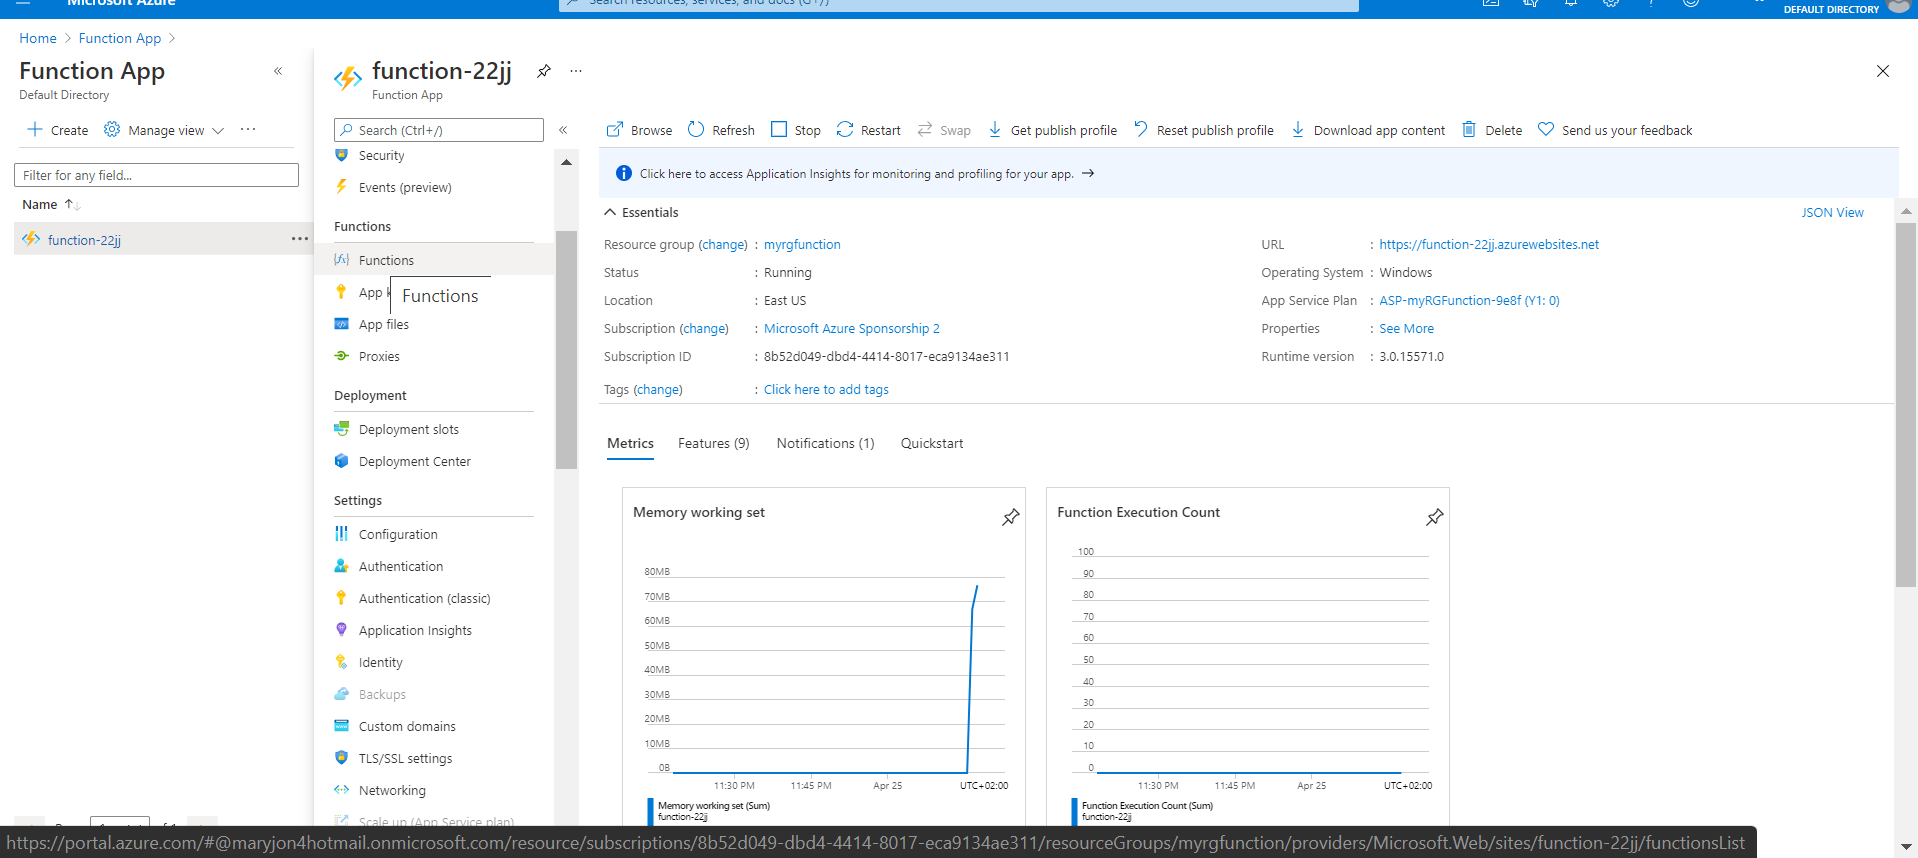 Microsoft Azure
Search resources, services, and docs (G+/)
DEFAULT DIRECTORY
Home > Function App >
Function App
Default Directory
Create
Manage view
Filter for any field...
Name
function-22jj
function-22jj
Function App
Search (Ctrl+/)
Security
Events (preview)
Functions
Functions
App k
Functions
App files
Proxies
Deployment
Deployment slots
Deployment Center
Settings
Configuration
Authentication
Authentication (classic)
Application Insights
Identity
Backups
Custom domains
TLS/SSL settings
Networking
Scale up (App Service plan)
Browse Refresh Stop Restart Swap Get publish profile Reset publish profile Download app content Delete Send us your feedback
Click here to access Application Insights for monitoring and profiling for your app. →
Essentials
JSON View
Resource group (change) : myrgfunction
Status : Running
Location : East US
Subscription (change) : Microsoft Azure Sponsorship 2
Subscription ID : 8b52d049-dbd4-4414-8017-eca9134ae311
Tags (change) : Click here to add tags
URL : https://function-22jj.azurewebsites.net
Operating System : Windows
App Service Plan : ASP-myRGFunction-9e8f (Y1: 0)
Properties : See More
Runtime version : 3.0.15571.0
Metrics Features (9) Notifications (1) Quickstart
Memory working set
80MB
70MB
60MB
50MB
40MB
30MB
20MB
10MB
0B
11:30 PM 11:45 PM Apr 25 UTC+02:00
Memory working set (Sum)
function-22jj
Function Execution Count
100
90
80
70
60
50
40
30
20
10
0
11:30 PM 11:45 PM Apr 25 UTC+02:00
Function Execution Count (Sum)
function-22jj
https://portal.azure.com/#@maryjon4hotmail.onmicrosoft.com/resource/subscriptions/8b52d049-dbd4-4414-8017-eca9134ae311/resourceGroups/myrgfunction/providers/Microsoft.Web/sites/function-22jj/functionsList